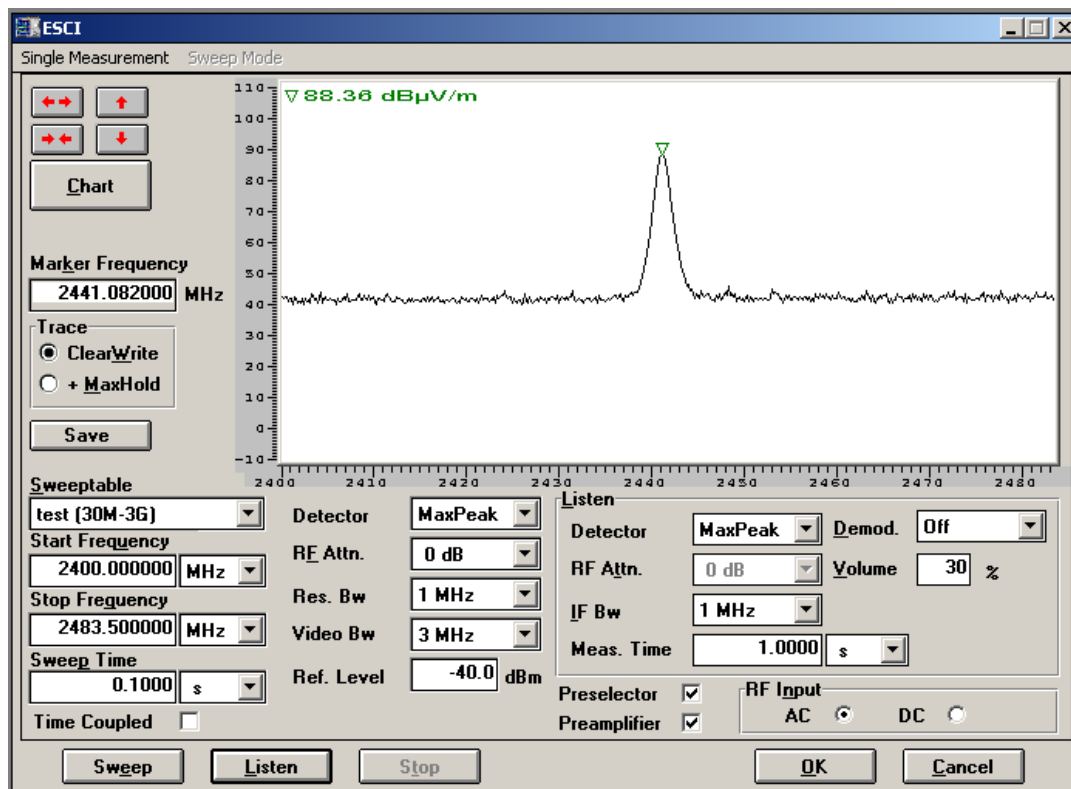 ESCI
Single Measurement Sweep Mode
▽88.36 dBµV/m
110
100
90
80
70
60
50
40
30
20
10
0
-10
2400 2410 2420 2430 2440 2450 2460 2470 2480
Chart
Marker Frequency
2441.082000 MHz
Trace
ClearWrite
+ MaxHold
Save
Sweeptable
test (30M-3G)
Start Frequency
2400.000000 MHz
Stop Frequency
2483.500000 MHz
Sweep Time
0.1000 s
Time Coupled
Detector MaxPeak
RF Attn. 0 dB
Res. Bw 1 MHz
Video Bw 3 MHz
Ref. Level -40.0 dBm
Listen
Detector MaxPeak Demod. Off
RF Attn. 0 dB Volume 30 %
IF Bw 1 MHz
Meas. Time 1.0000 s
Preselector
Preamplifier
RF Input
AC DC
Sweep Listen Stop OK Cancel